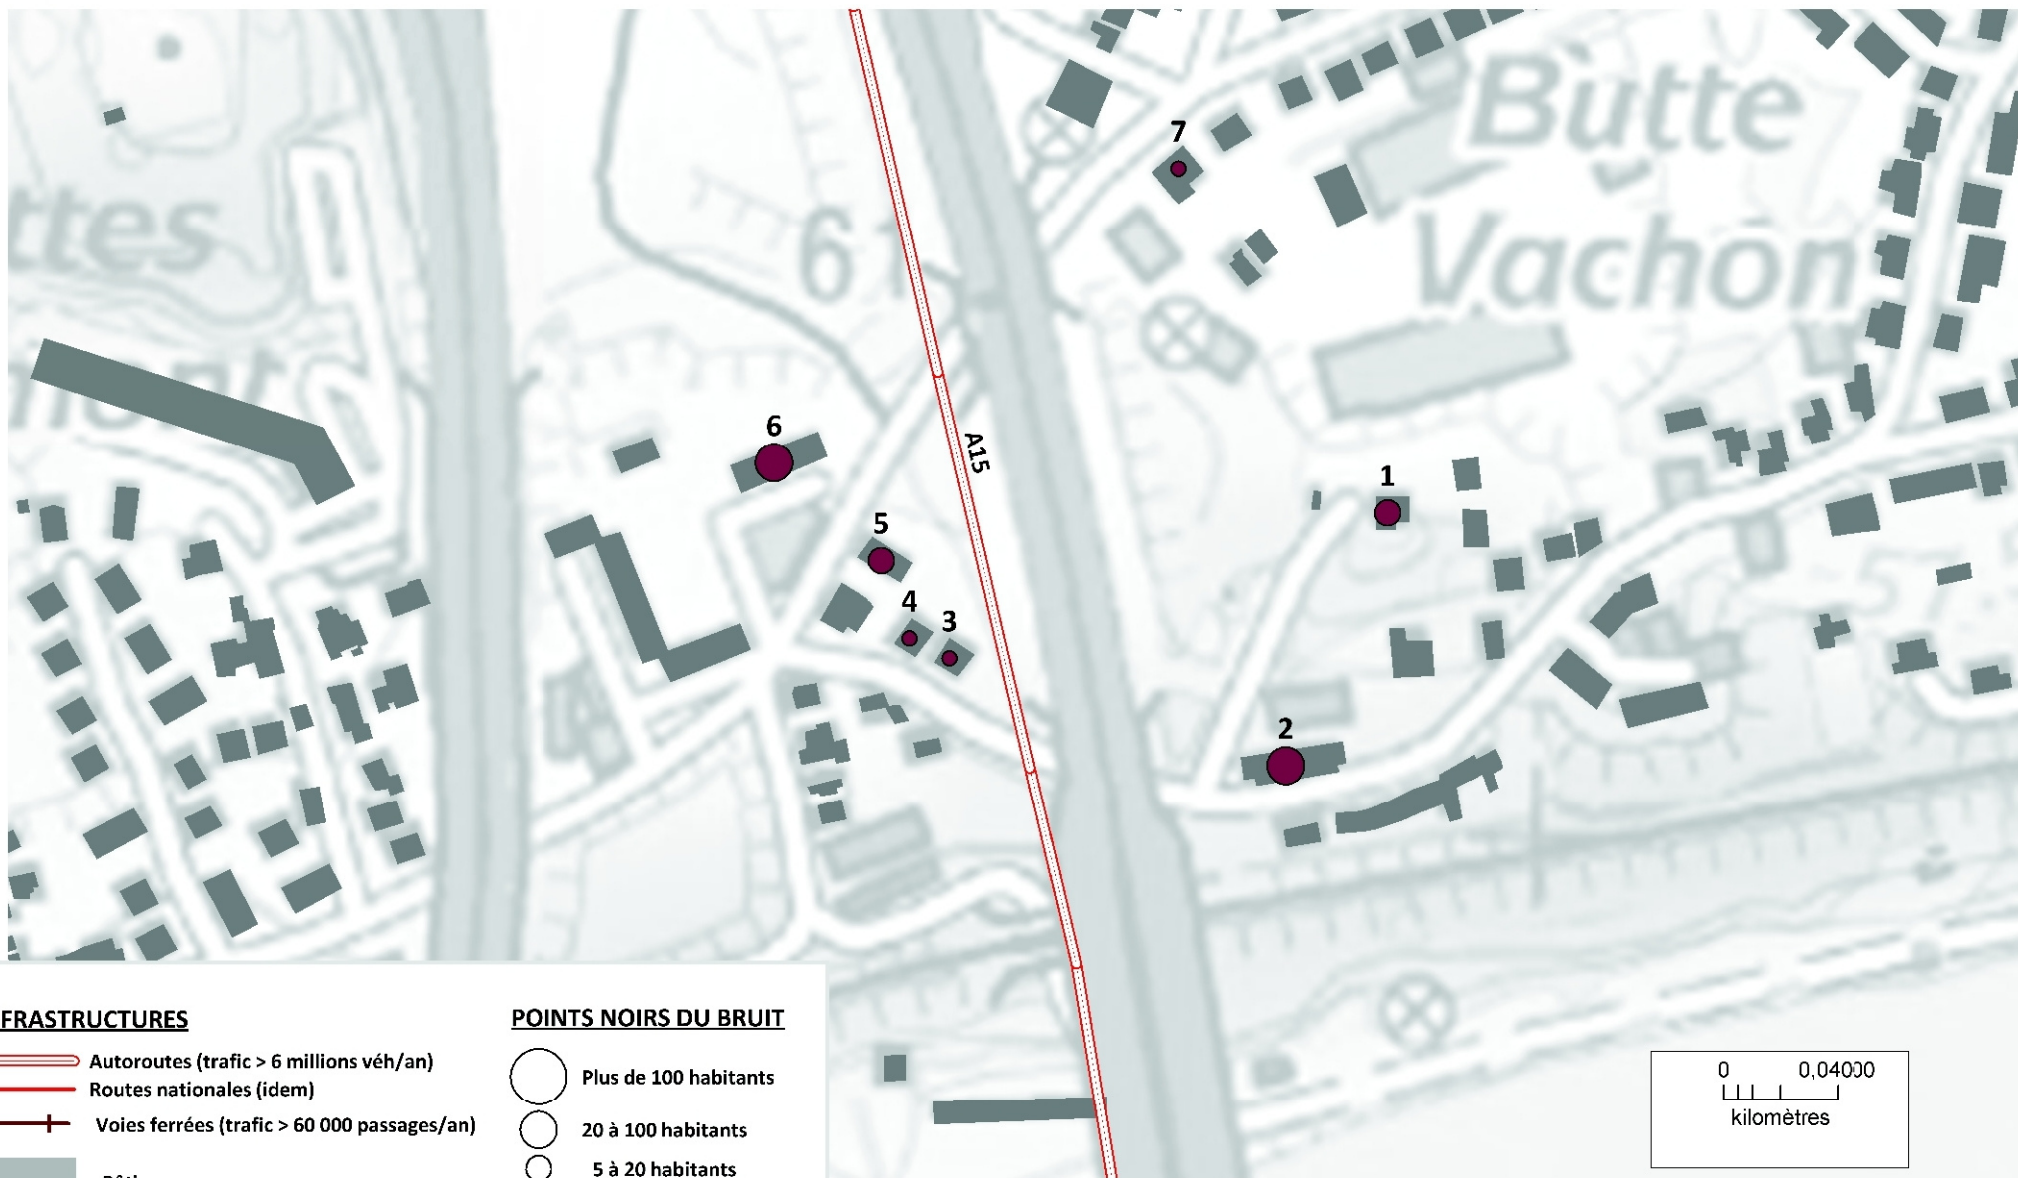 Butte
7
ttes
61
Vachon
A15
6
1
5
4
3
2
FRASTRUCTURES
Autoroutes (trafic > 6 millions véh/an)
Routes nationales (idem)
Voies ferrées (trafic > 60 000 passages/an)
POINTS NOIRS DU BRUIT
Plus de 100 habitants
20 à 100 habitants
5 à 20 habitants
0 0,04000
kilomètres